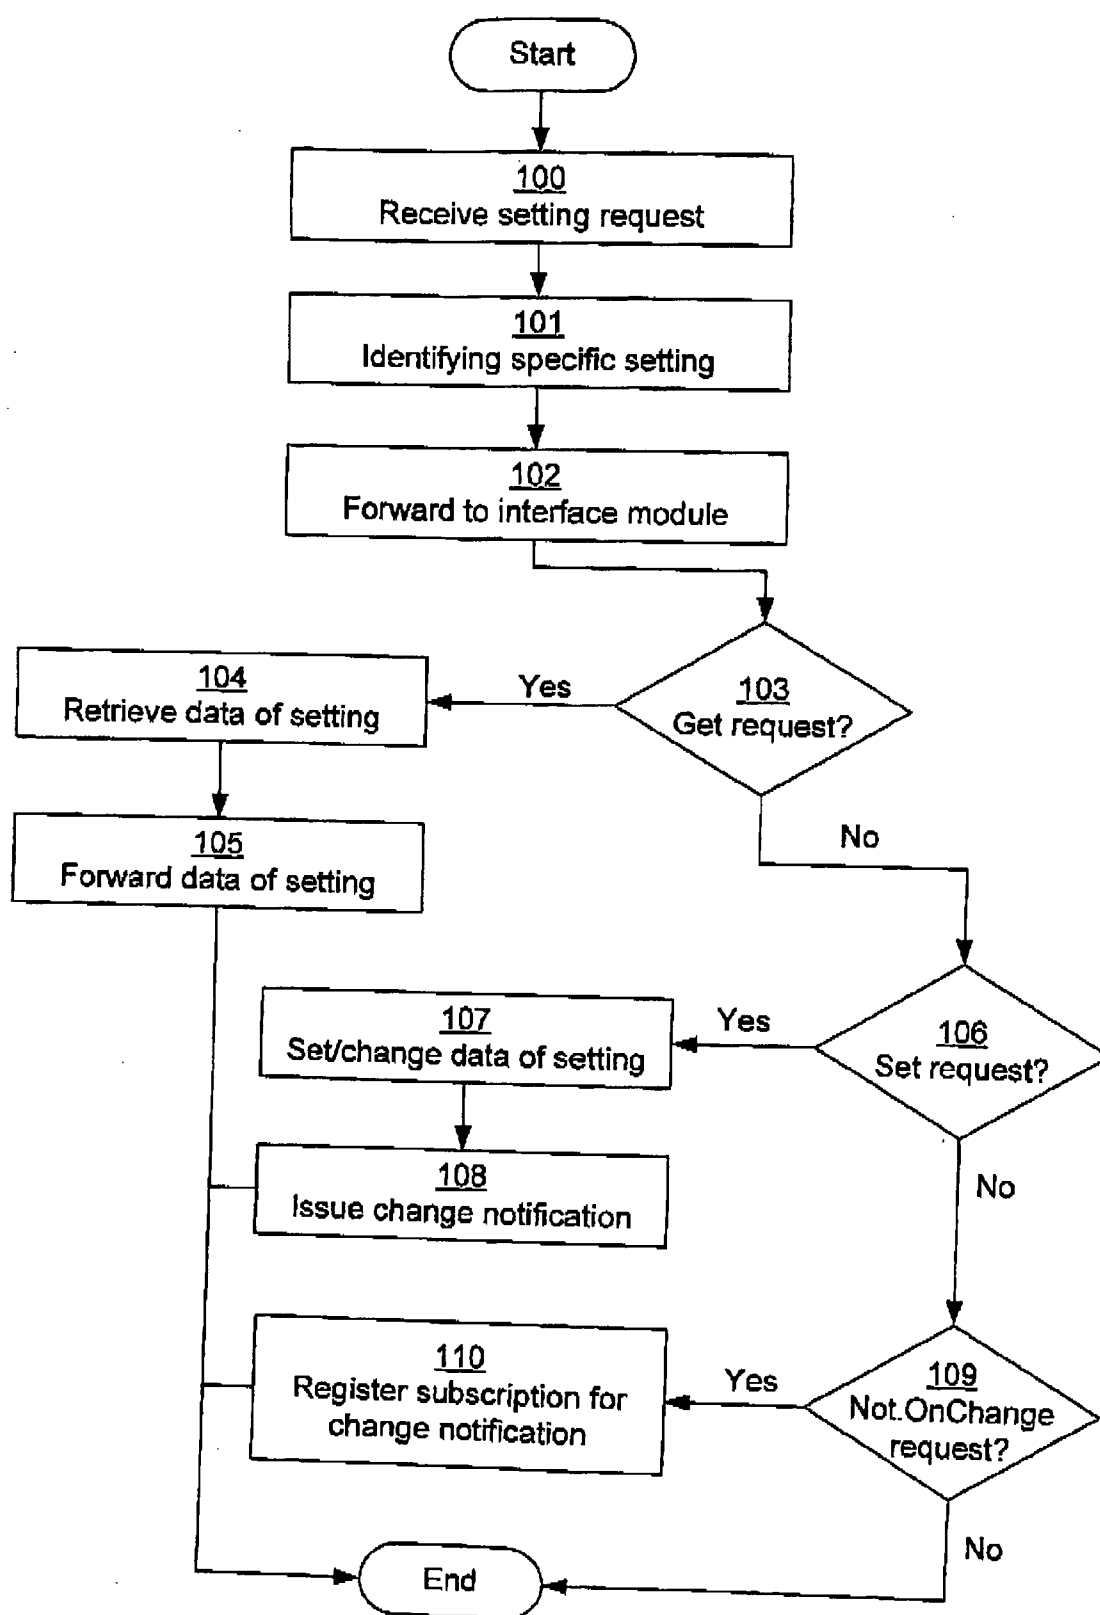 Start
100
Receive setting request
101
Identifying specific setting
102
Forward to interface module
103
Get request?
Yes
104
Retrieve data of setting
105
Forward data of setting
No
106
Set request?
Yes
107
Set/change data of setting
108
Issue change notification
No
109
Not.OnChange
request?
Yes
110
Register subscription for
change notification
No
End